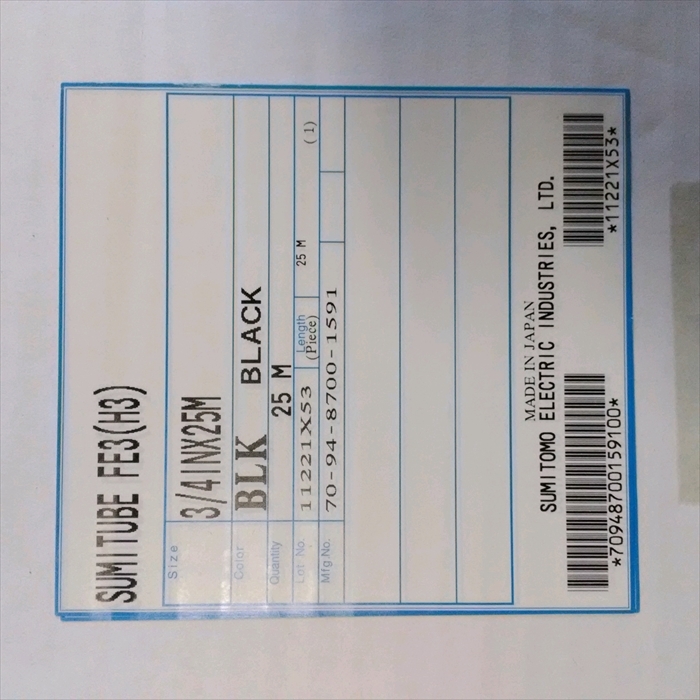 SUMITUBE FE3(H3)
Size 3/4INX25M
Color BLK BLACK
Quantity 25 M
Lot No. 11221X53 Length (Piece) 25 M (1)
Mfg.No. 70-94-8700-1591
MADE IN JAPAN
SUMITOMO ELECTRIC INDUSTRIES, LTD.
*70948700159100* *11221X53*